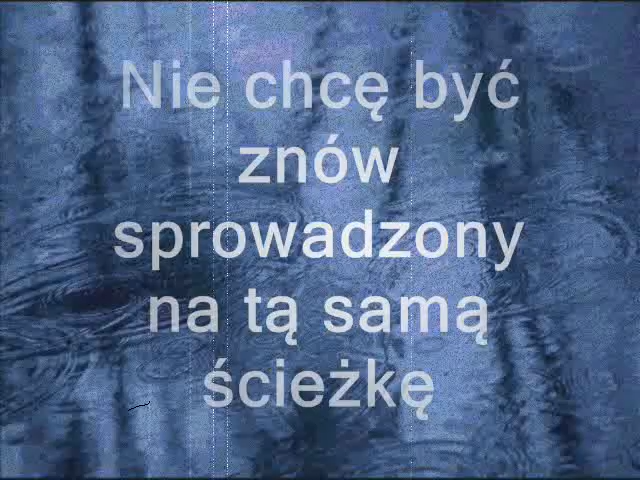 Nie chcę być
znów
sprowadzony
na tą samą
ścieżkę